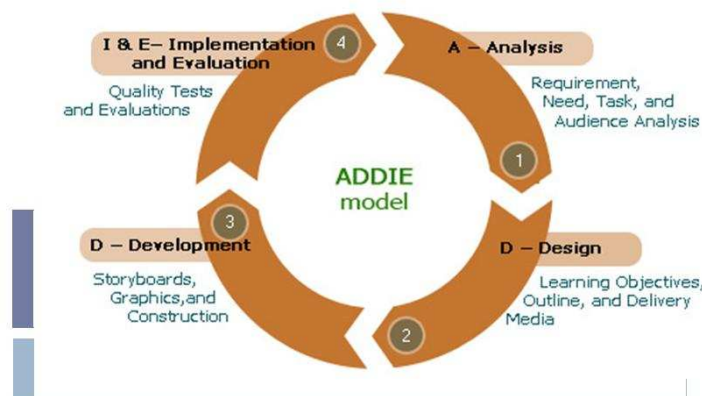 I & E– Implementation
and Evaluation
Quality Tests
and Evaluations
4
A – Analysis
Requirement,
Need, Task, and
Audience Analysis
1
ADDIE
model
3
D – Development
Storyboards,
Graphics,and
Construction
D – Design
Learning Objectives,
Outline, and Delivery
Media
2